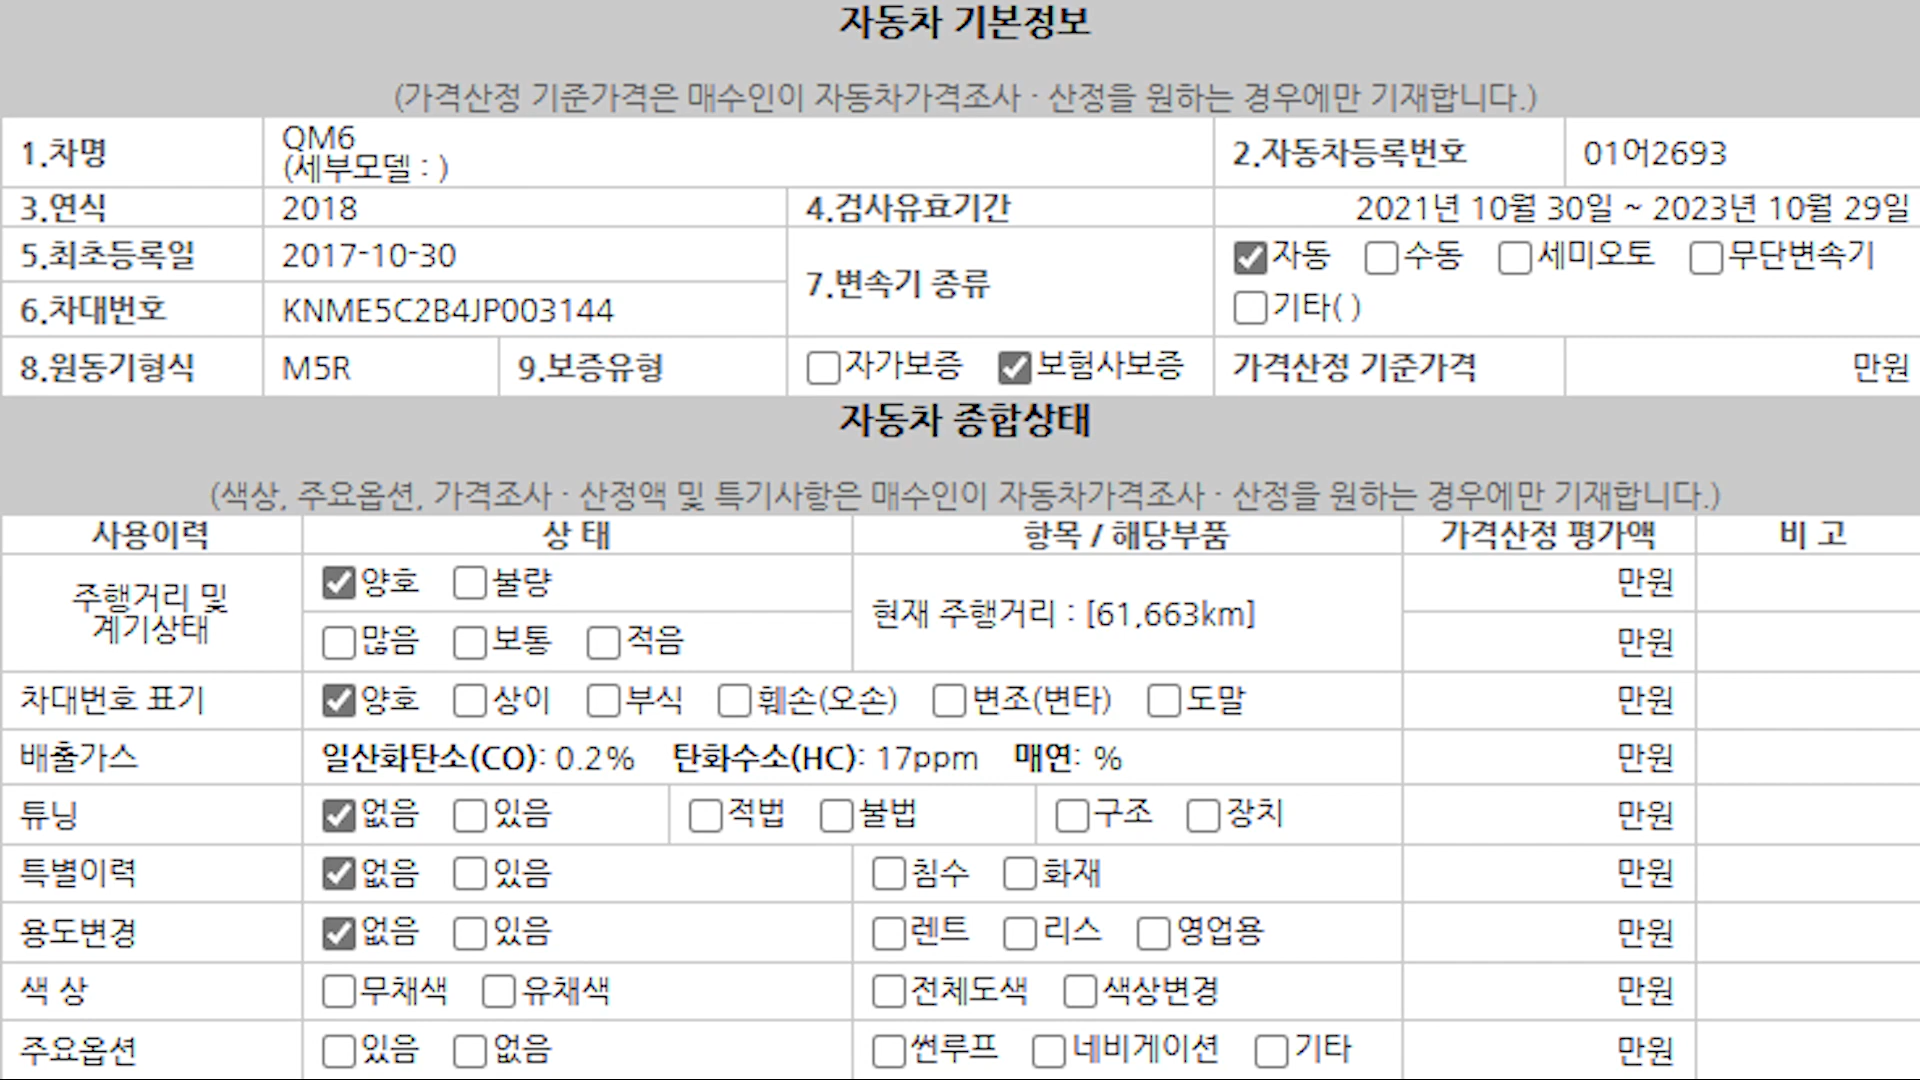 자동차 기본정보
(가격산정 기준가격은 매수인이 자동차가격조사 · 산정을 원하는 경우에만 기재합니다.)
1.차명 QM6 (세부모델 : ) 2.자동차등록번호 01어2693
3.연식 2018 4.검사유효기간 2021년 10월 30일 ~ 2023년 10월 29일
5.최초등록일 2017-10-30 7.변속기 종류 자동 수동 세미오토 무단변속기
6.차대번호 KNME5C2B4JP003144 기타( )
8.원동기형식 M5R 9.보증유형 자가보증 보험사보증 가격산정 기준가격 만원
자동차 종합상태
(색상, 주요옵션, 가격조사 · 산정액 및 특기사항은 매수인이 자동차가격조사 · 산정을 원하는 경우에만 기재합니다.)
사용이력 상 태 항목 / 해당부품 가격산정 평가액 비 고
주행거리 및 계기상태 양호 불량 현재 주행거리 : [61,663km] 만원
많음 보통 적음 만원
차대번호 표기 양호 상이 부식 훼손(오손) 변조(변타) 도말 만원
배출가스 일산화탄소(CO): 0.2% 탄화수소(HC): 17ppm 매연: % 만원
튜닝 없음 있음 적법 불법 구조 장치 만원
특별이력 없음 있음 침수 화재 만원
용도변경 없음 있음 렌트 리스 영업용 만원
색 상 무채색 유채색 전체도색 색상변경 만원
주요옵션 있음 없음 썬루프 네비게이션 기타 만원